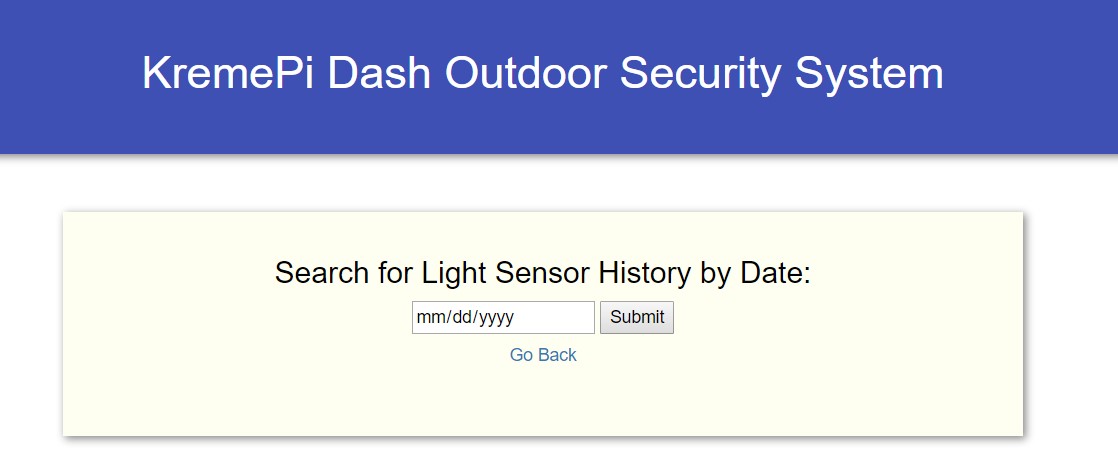 KremePi Dash Outdoor Security System
Search for Light Sensor History by Date:
mm/dd/yyyy Submit
Go Back